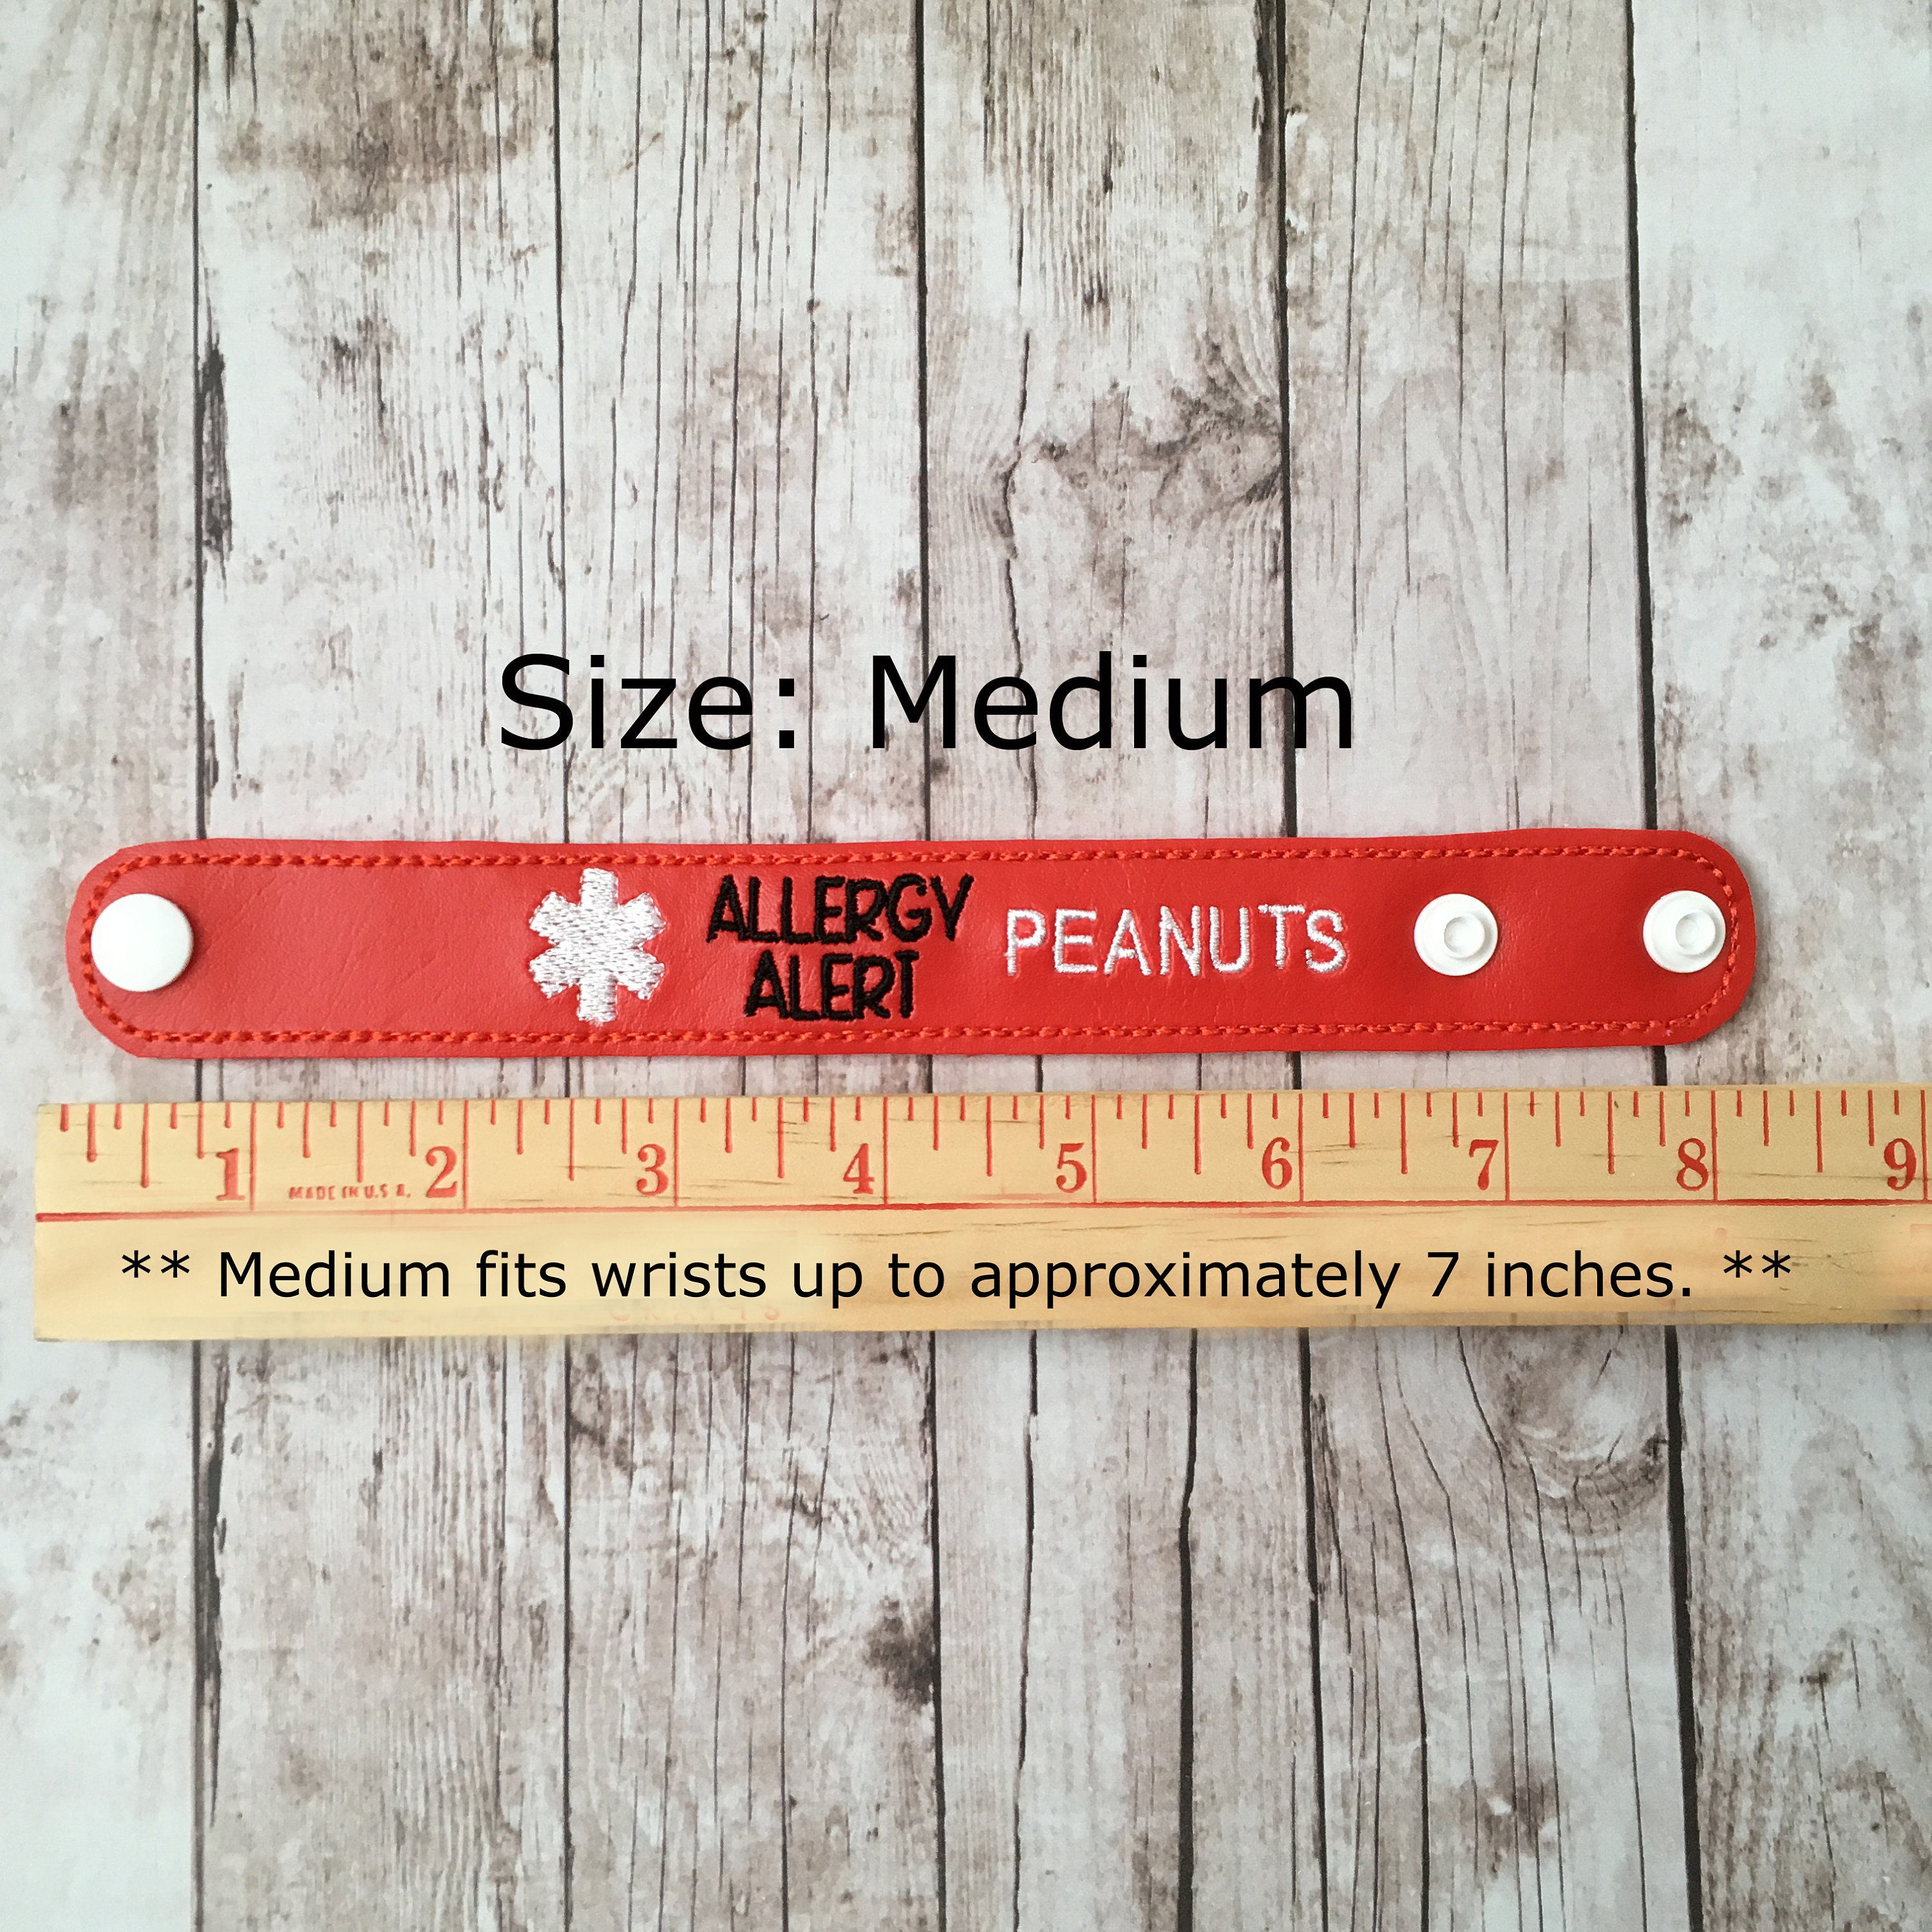 Size: Medium
ALLERGY
ALERT
PEANUTS
1 2 3 4 5 6 7 8 9
MADE IN U.S.A.
** Medium fits wrists up to approximately 7 inches. **